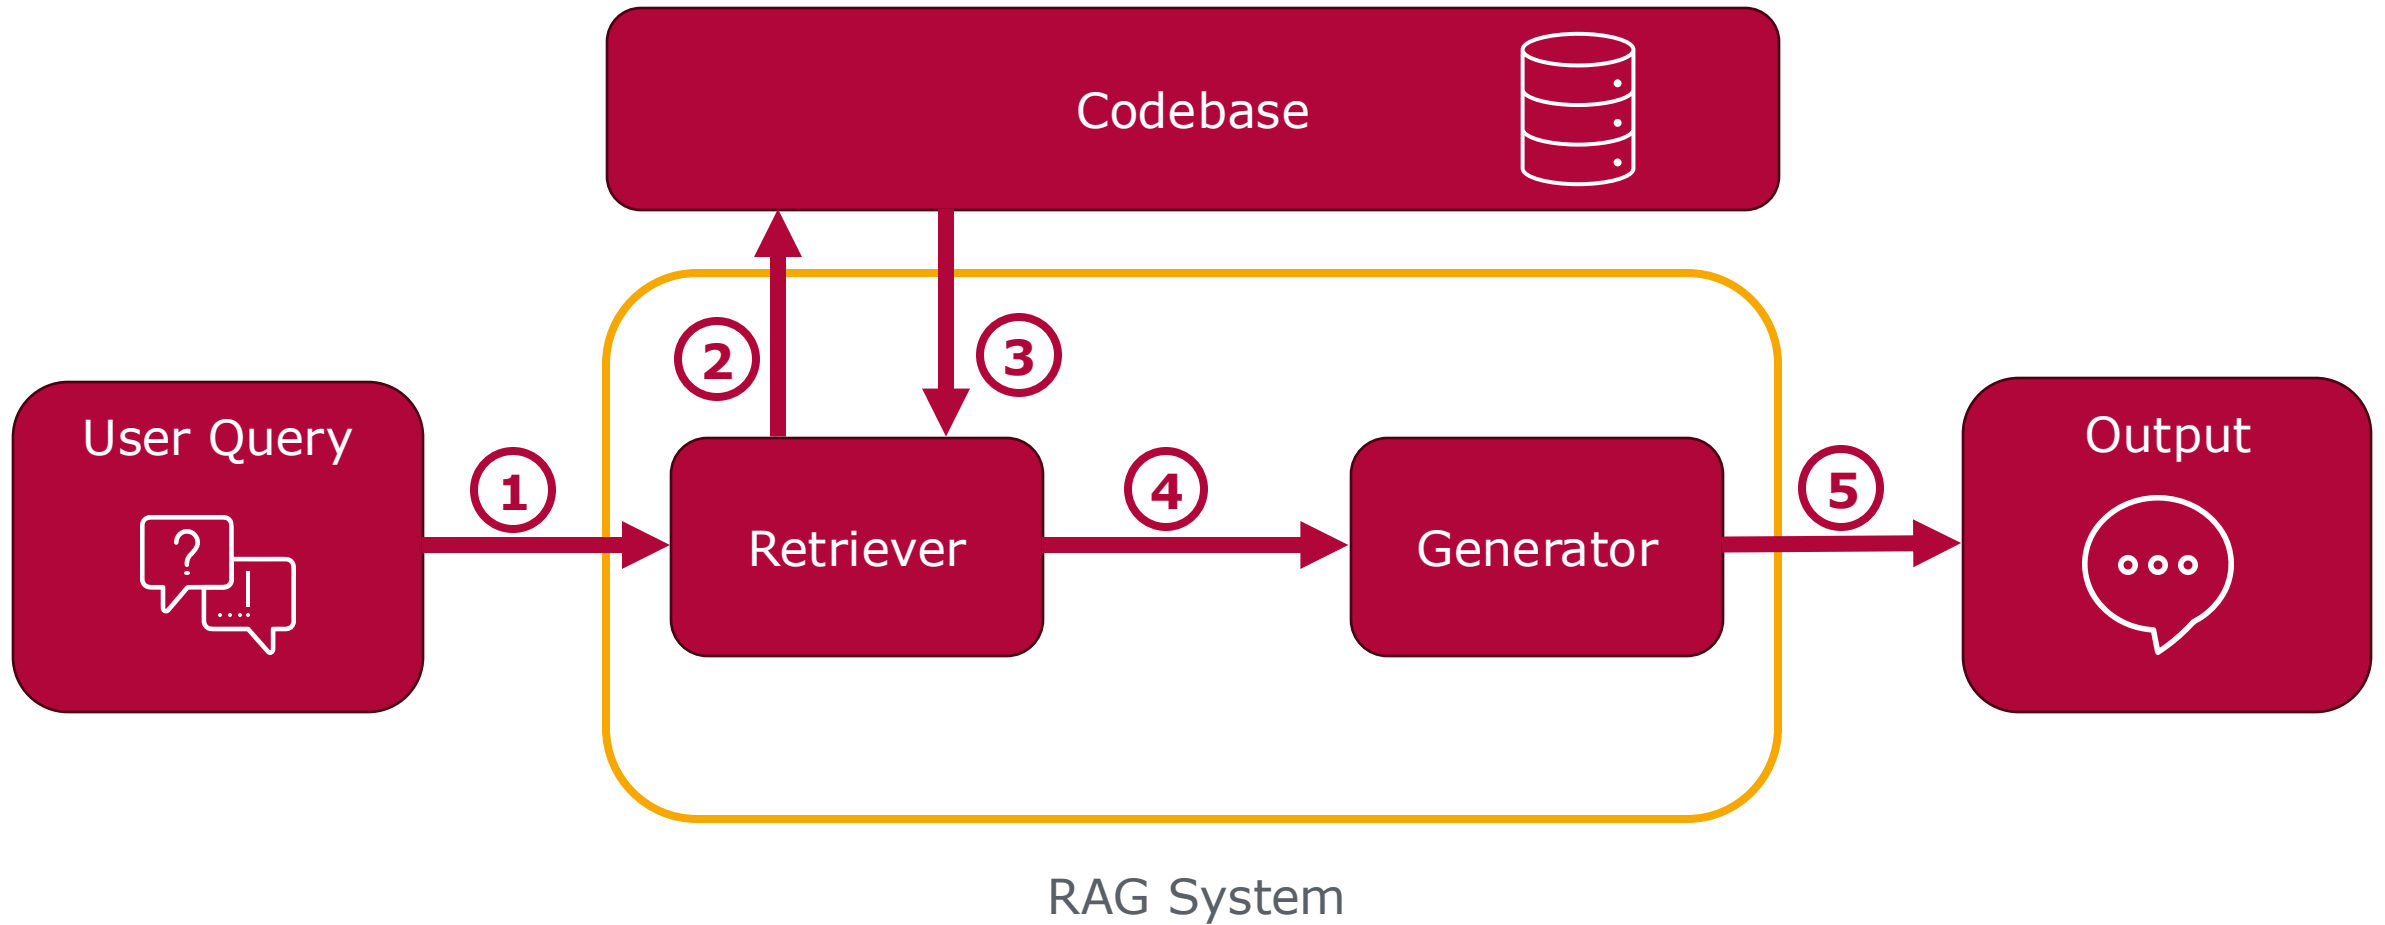 Codebase
2
3
User Query
1
Retriever
4
Generator
5
Output
?
....!
RAG System